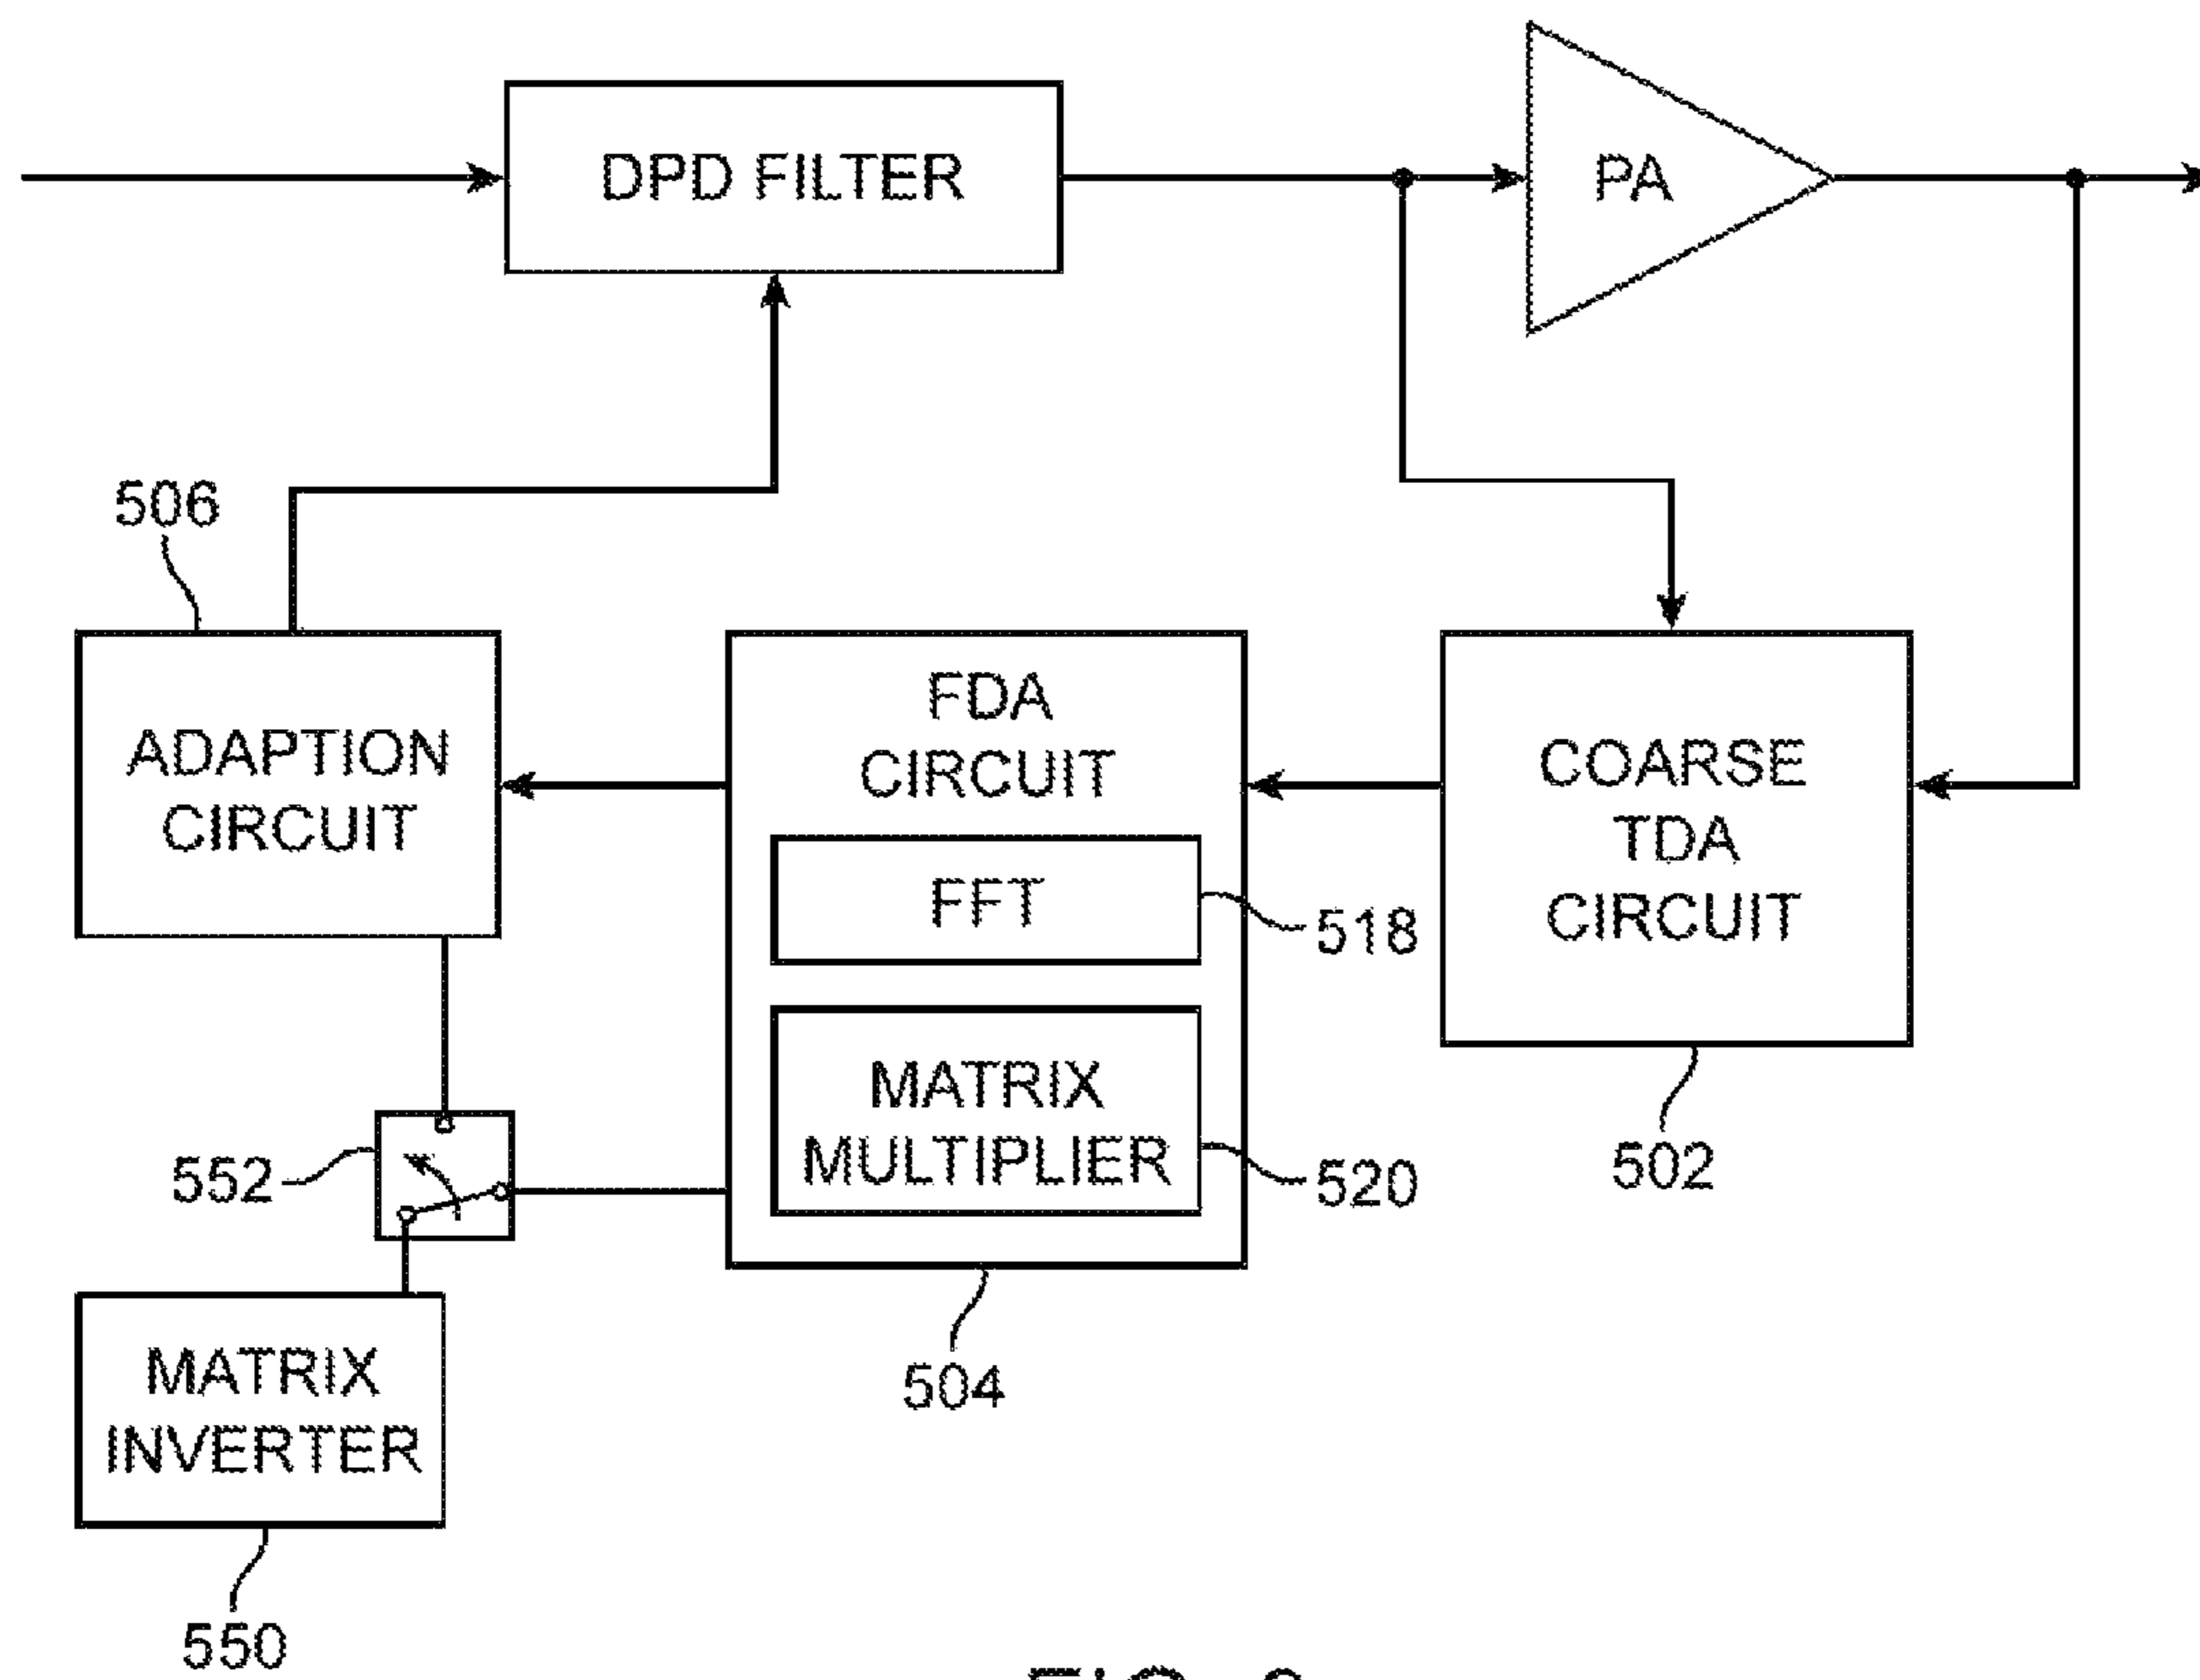 DPD FILTER
PA
506
ADAPTION
CIRCUIT
FDA
CIRCUIT
FFT
518
MATRIX
MULTIPLIER
520
COARSE
TDA
CIRCUIT
502
552
504
MATRIX
INVERTER
550